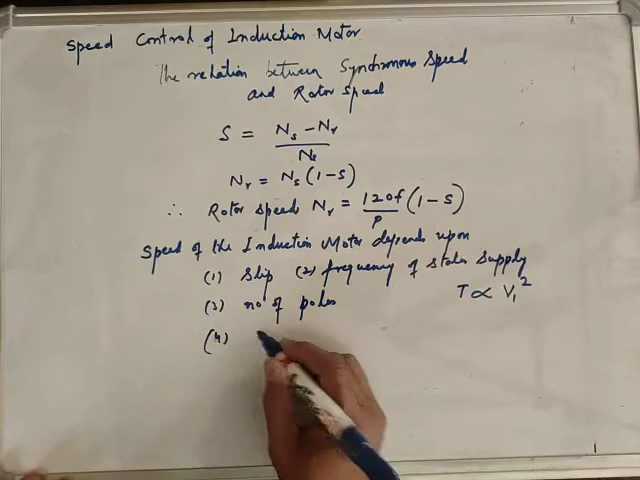 Speed Control of Induction Motor
The relation between Synchronous Speed
and Rotor Speed
S = Ns - Nr / Ns
Nr = Ns (1-s)
∴ Rotor speed Nr = 120f/P (1-s)
Speed of the Induction Motor depends upon
(1) Slip (2) frequency of stator supply
(3) no of poles T ∝ V₁²
(4)